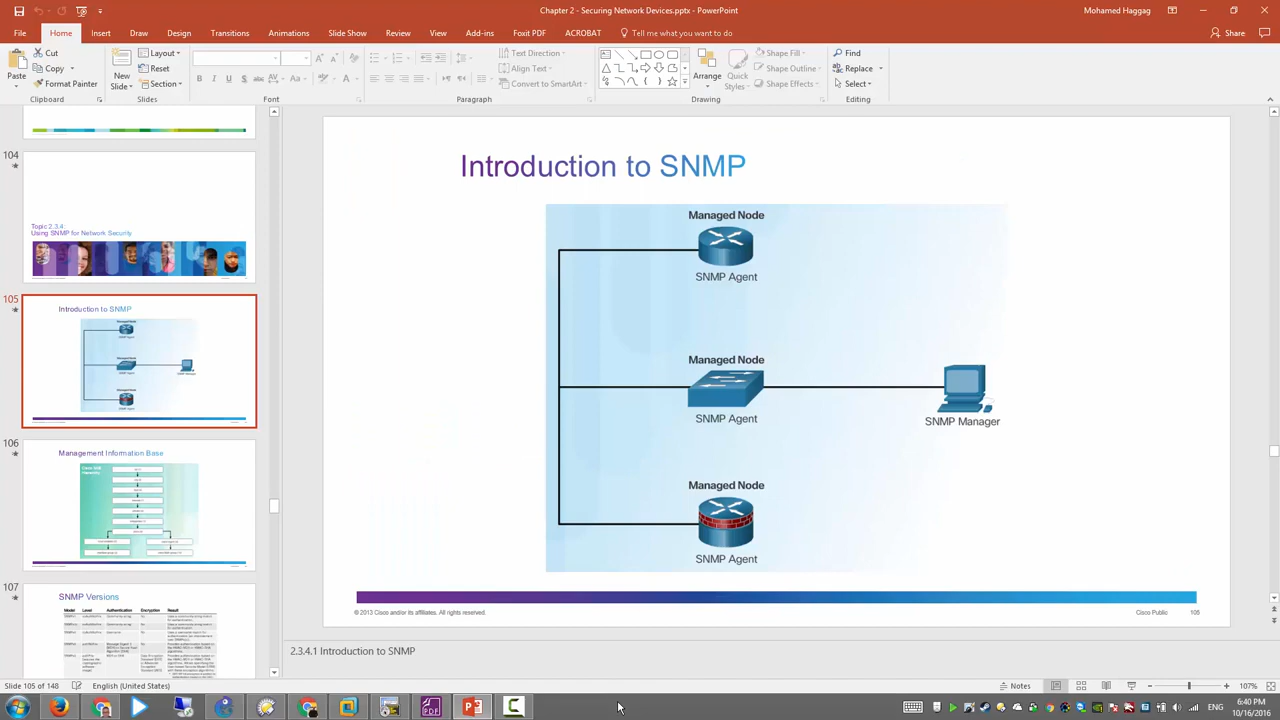 Chapter 2 - Securing Network Devices.pptx - PowerPoint
Mohamed Haggag
File Home Insert Draw Design Transitions Animations Slide Show Review View Add-ins Foxit PDF ACROBAT Tell me what you want to do Share
Paste
Cut
Copy
Format Painter
Clipboard
New
Slide
Layout
Reset
Section
Slides
Font
Text Direction
Align Text
Convert to SmartArt
Paragraph
Arrange
Quick
Styles
Shape Fill
Shape Outline
Shape Effects
Drawing
Find
Replace
Select
Editing
104
Topic 2.3.4:
Using SNMP for Network Security
105
Introduction to SNMP
106
Management Information Base
107
SNMP Versions
Model Level Authentication Encryption Result
Introduction to SNMP
Managed Node
SNMP Agent
Managed Node
SNMP Agent
SNMP Manager
Managed Node
SNMP Agent
© 2013 Cisco and/or its affiliates. All rights reserved.
Cisco Public
105
2.3.4.1 Introduction to SNMP
Slide 105 of 148
English (United States)
Notes
107%
PDF
6:40 PM
10/16/2016